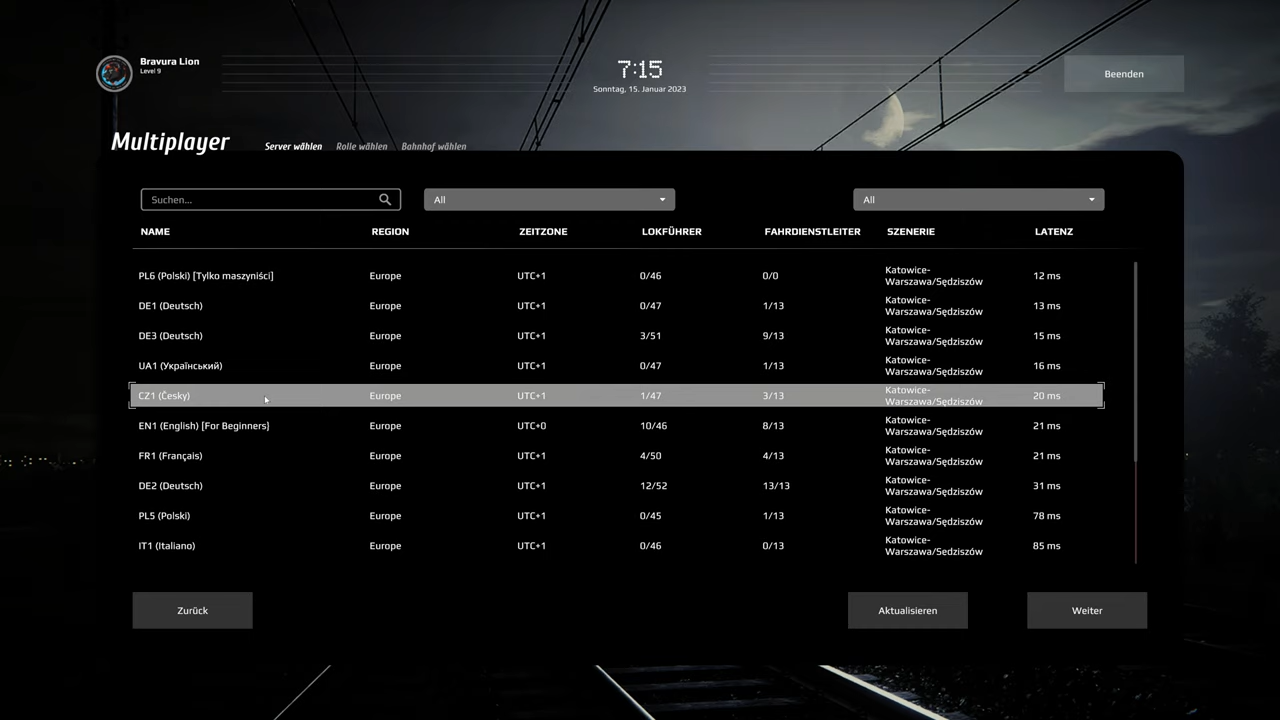 Bravura Lion
Level 9
7:15
Sonntag, 15. Januar 2023
Beenden
Multiplayer
Server wählen Rolle wählen Bahnhof wählen
Suchen... All All
NAME REGION ZEITZONE LOKFÜHRER FAHRDIENSTLEITER SZENERIE LATENZ
PL6 (Polski) [Tylko maszyniści] Europe UTC+1 0/46 0/0 Katowice-
Warszawa/Sędziszów 12 ms
DE1 (Deutsch) Europe UTC+1 0/47 1/13 Katowice-
Warszawa/Sędziszów 13 ms
DE3 (Deutsch) Europe UTC+1 3/51 9/13 Katowice-
Warszawa/Sędziszów 15 ms
UA1 (Український) Europe UTC+1 0/47 1/13 Katowice-
Warszawa/Sędziszów 16 ms
CZ1 (Česky) Europe UTC+1 1/47 3/13 Katowice-
Warszawa/Sędziszów 20 ms
EN1 (English) [For Beginners] Europe UTC+0 10/46 8/13 Katowice-
Warszawa/Sędziszów 21 ms
FR1 (Français) Europe UTC+1 4/50 4/13 Katowice-
Warszawa/Sędziszów 21 ms
DE2 (Deutsch) Europe UTC+1 12/52 13/13 Katowice-
Warszawa/Sędziszów 31 ms
PL5 (Polski) Europe UTC+1 0/45 1/13 Katowice-
Warszawa/Sędziszów 78 ms
IT1 (Italiano) Europe UTC+1 0/46 0/13 Katowice-
Warszawa/Sędziszów 85 ms
Zurück Aktualisieren Weiter